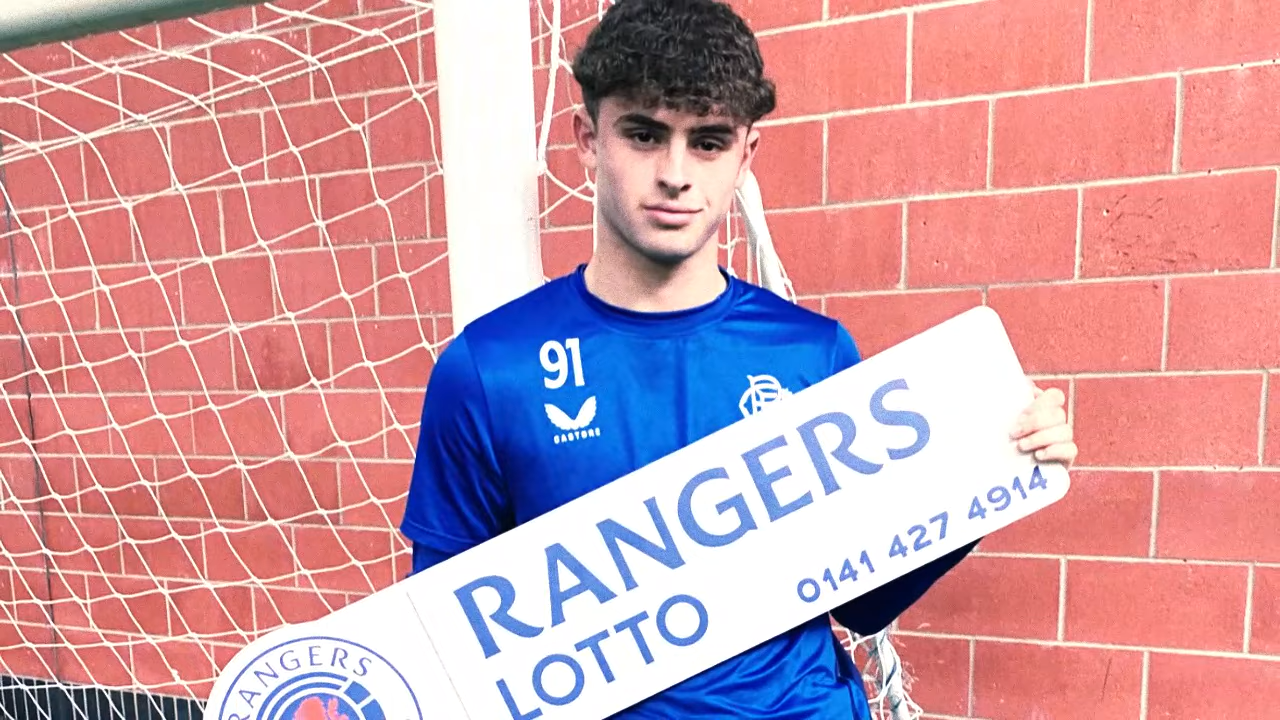 91
CASTORE
RANGERS
LOTTO
0141 427 4914
RANGERS